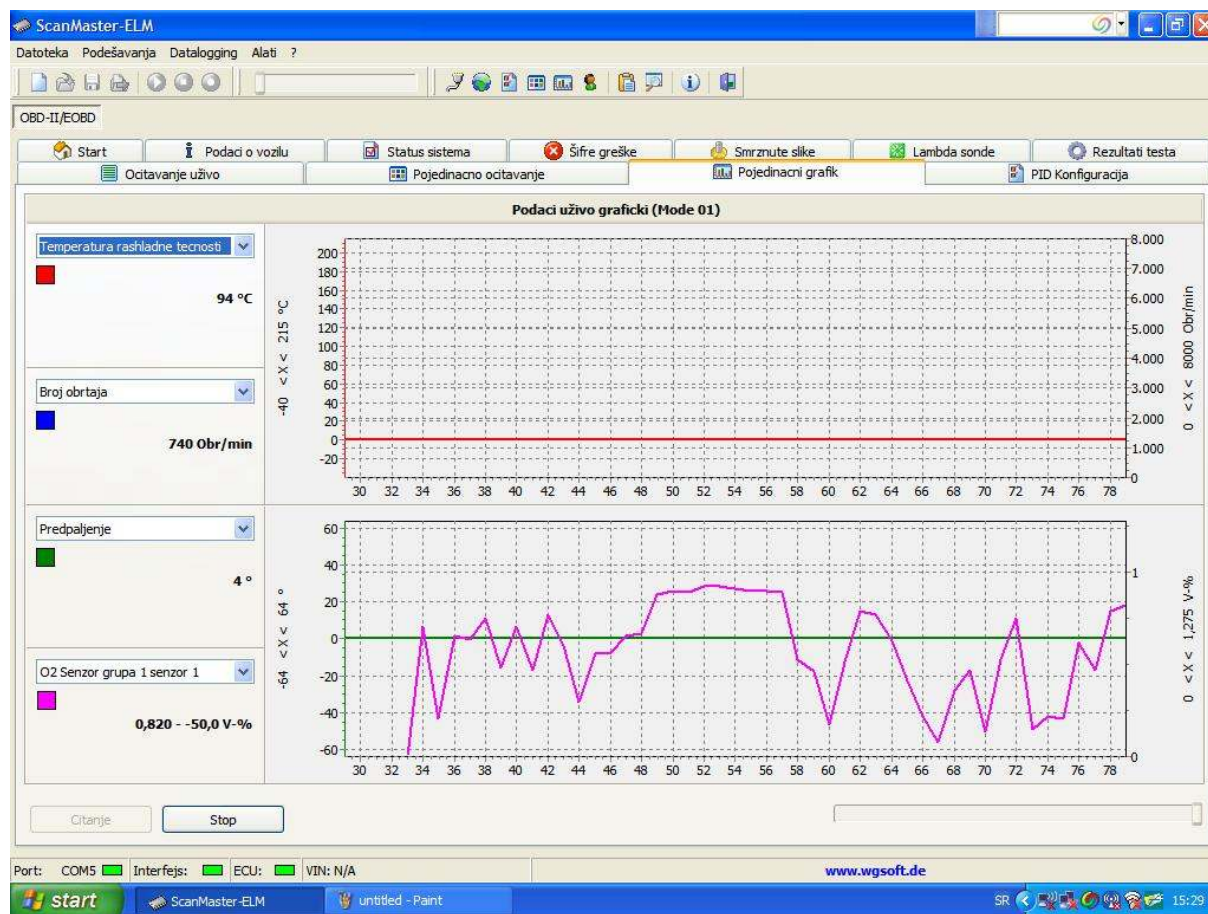 ScanMaster-ELM
Datoteka Podešavanja Datalogging Alati ?
OBD-II/EOBD
Start Podaci o vozilu Status sistema Šifre greške Smrznute slike Lambda sonde Rezultati testa
Ocitavanje uživo Pojedinacno ocitavanje Pojedinacni grafik PID Konfiguracija
Podaci uživo graficki (Mode 01)
Temperatura rashladne tecnosti
94 °C
Broj obrtaja
740 Obr/min
-40 < X < 215 °C
200
180
160
140
120
100
80
60
40
20
0
-20
8.000
7.000
6.000
5.000
4.000
3.000
2.000
1.000
0
0 < X < 8000 Obr/min
30 32 34 36 38 40 42 44 46 48 50 52 54 56 58 60 62 64 66 68 70 72 74 76 78
Predpaljenje
4 °
O2 Senzor grupa 1 senzor 1
0,820 - -50,0 V-%
-64 < X < 64 °
60
40
20
0
-20
-40
-60
1
0
0 < X < 1,275 V-%
30 32 34 36 38 40 42 44 46 48 50 52 54 56 58 60 62 64 66 68 70 72 74 76 78
Citanje Stop
Port: COM5 Interfejs: ECU: VIN: N/A www.wgsoft.de
start ScanMaster-ELM untitled - Paint SR 15:29